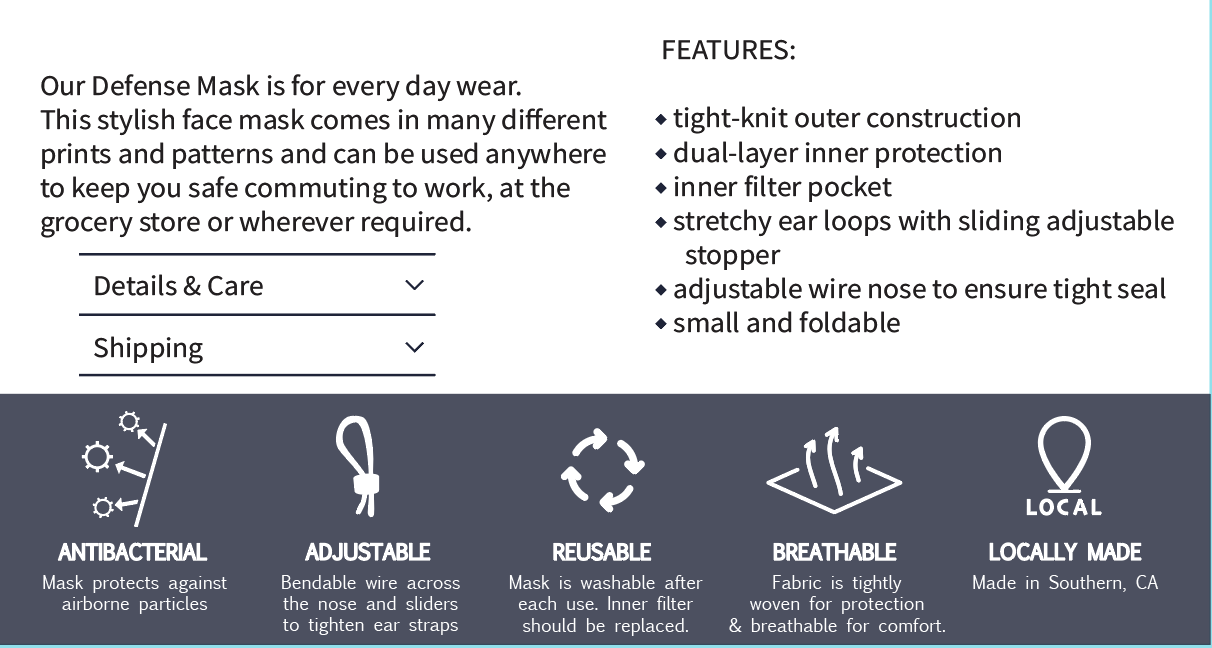 Our Defense Mask is for every day wear.
This stylish face mask comes in many different
prints and patterns and can be used anywhere
to keep you safe commuting to work, at the
grocery store or wherever required.
Details & Care
Shipping
FEATURES:
◆ tight-knit outer construction
◆ dual-layer inner protection
◆ inner filter pocket
◆ stretchy ear loops with sliding adjustable
stopper
◆ adjustable wire nose to ensure tight seal
◆ small and foldable
ANTIBACTERIAL
Mask protects against
airborne particles
ADJUSTABLE
Bendable wire across
the nose and sliders
to tighten ear straps
REUSABLE
Mask is washable after
each use. Inner filter
should be replaced.
BREATHABLE
Fabric is tightly
woven for protection
& breathable for comfort.
LOCAL
LOCALLY MADE
Made in Southern, CA